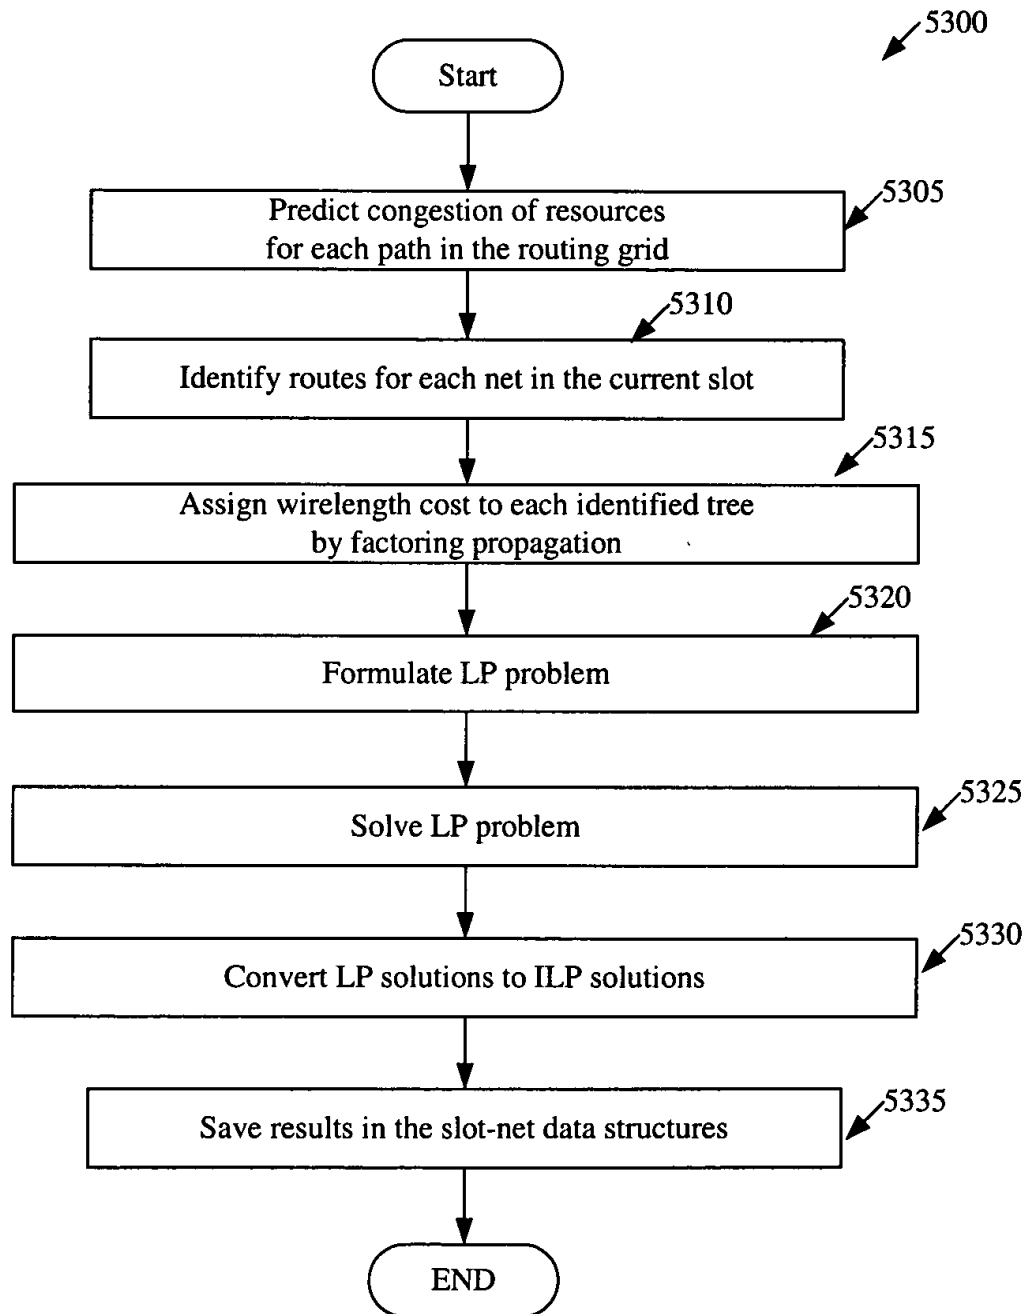 5300
Start
5305
Predict congestion of resources
for each path in the routing grid
5310
Identify routes for each net in the current slot
5315
Assign wirelength cost to each identified tree
by factoring propagation
5320
Formulate LP problem
5325
Solve LP problem
5330
Convert LP solutions to ILP solutions
5335
Save results in the slot-net data structures
END